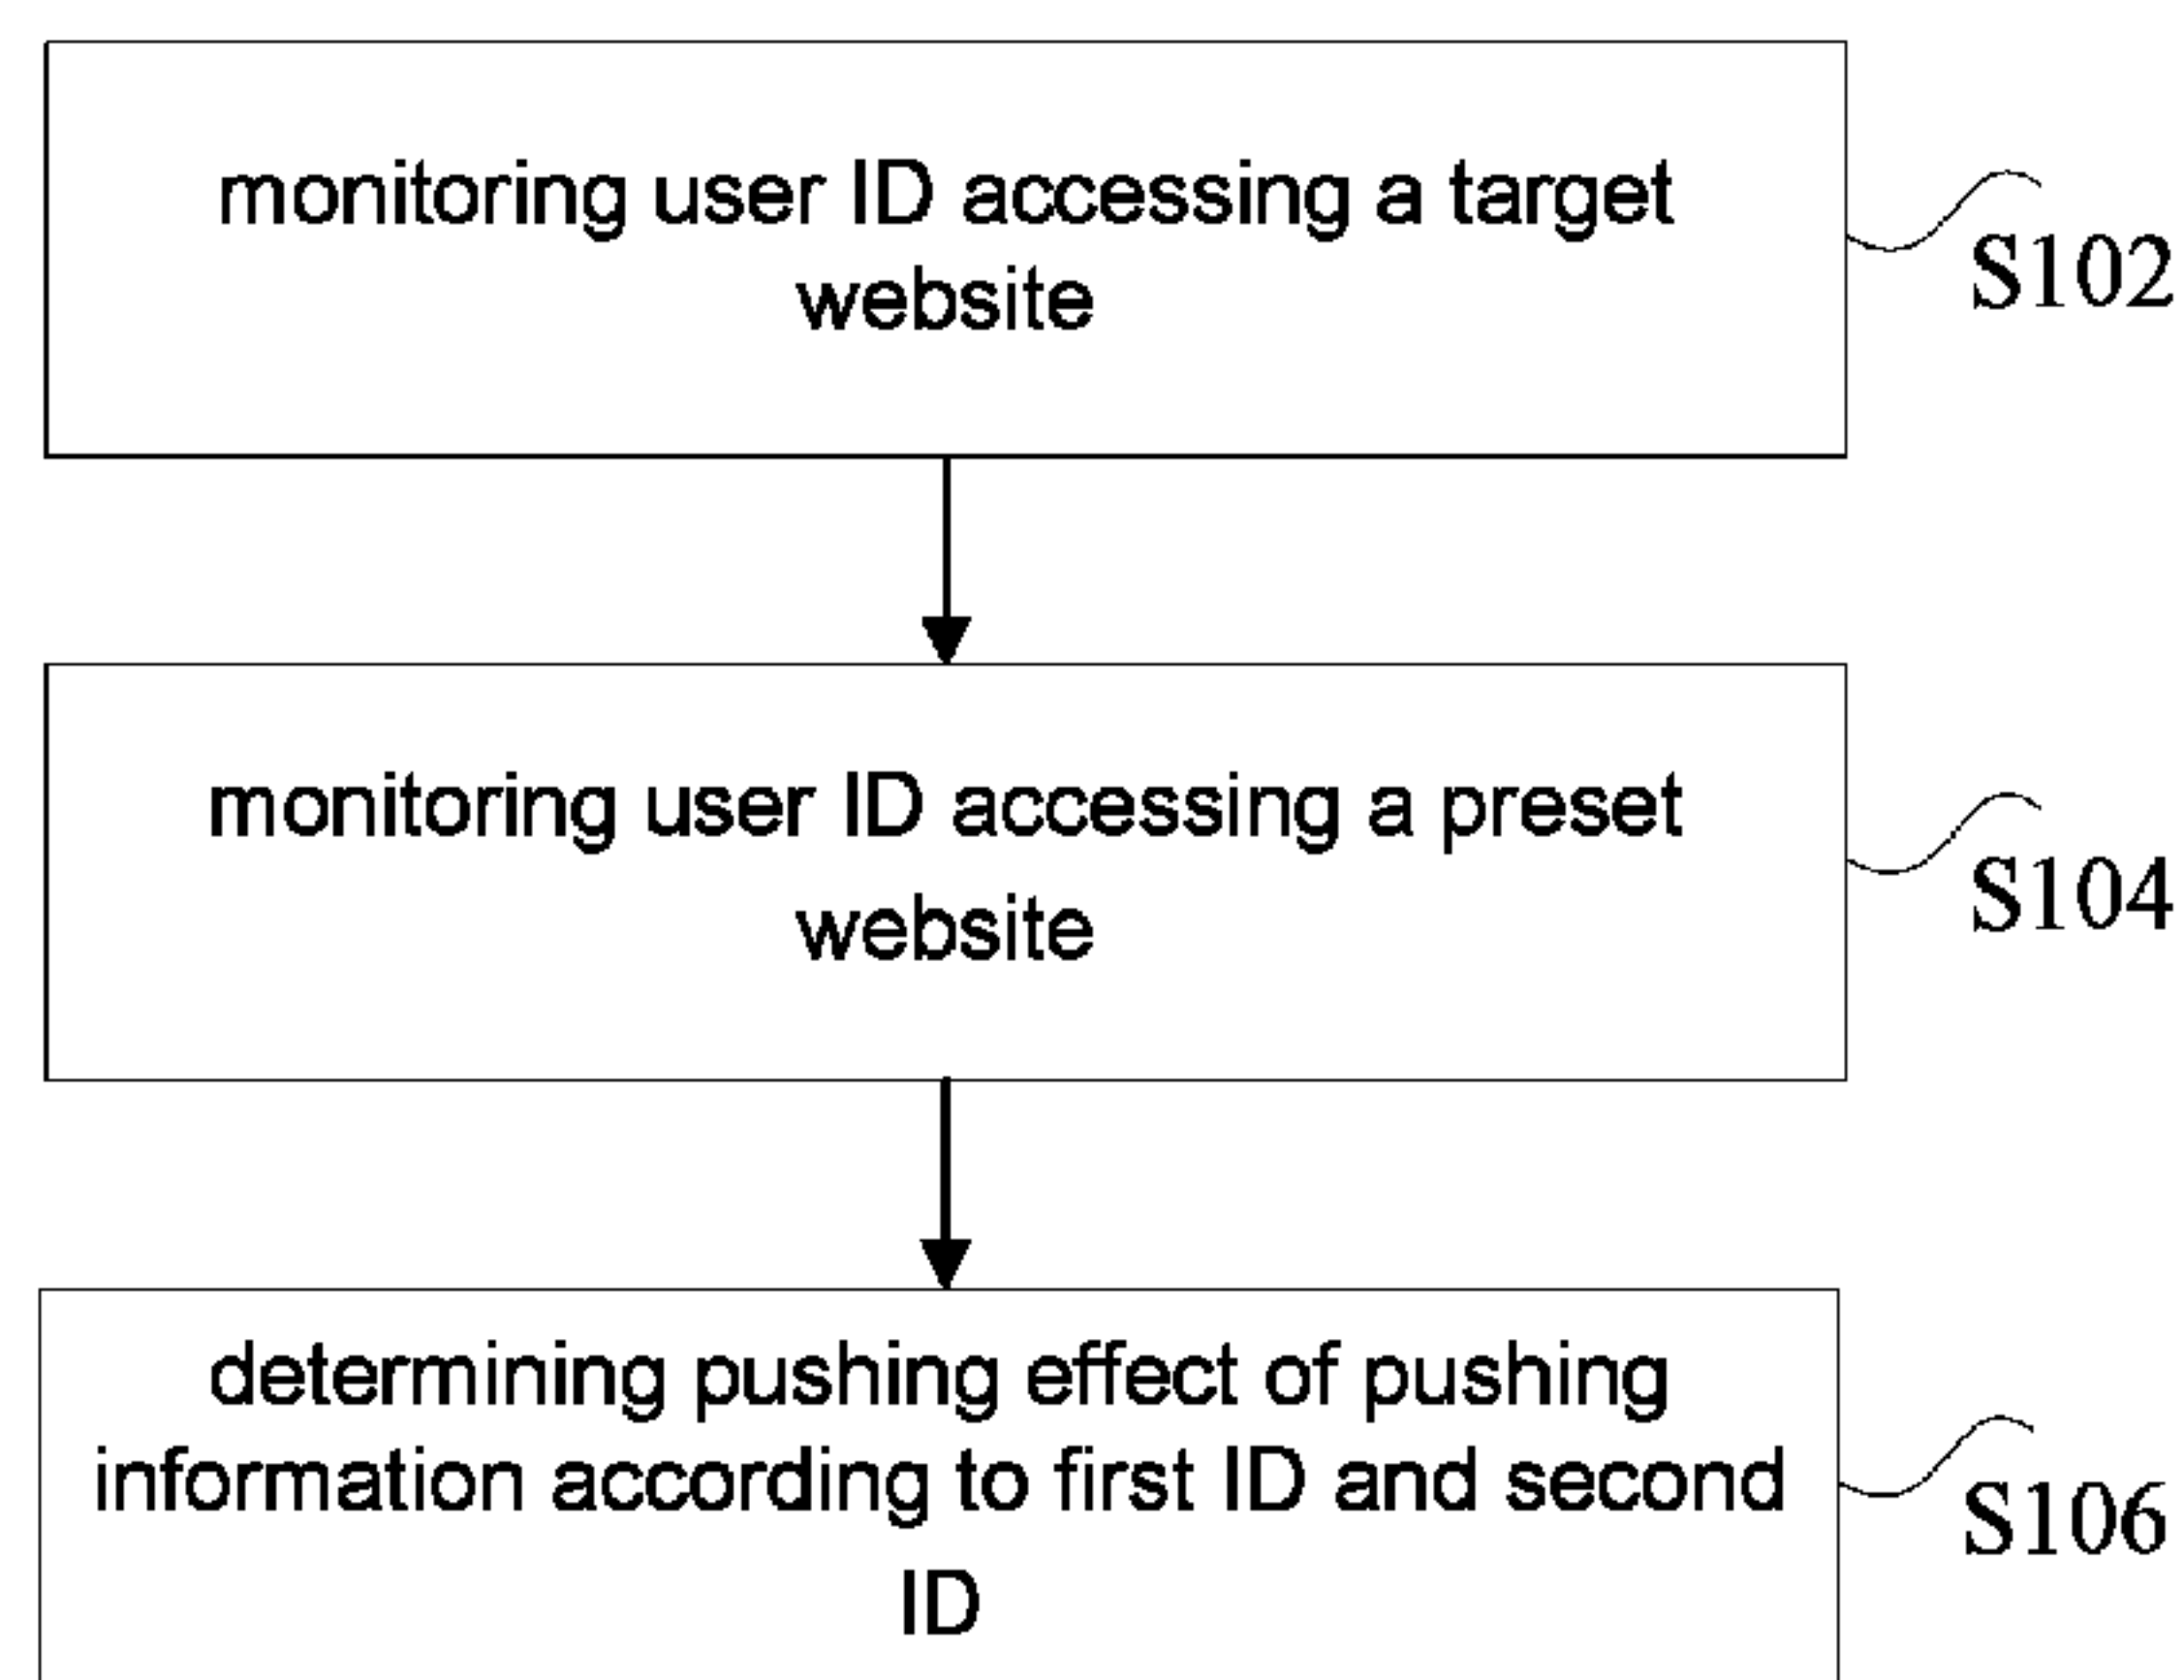 monitoring user ID accessing a target
website
S102
monitoring user ID accessing a preset
website
S104
determining pushing effect of pushing
information according to first ID and second
ID
S106